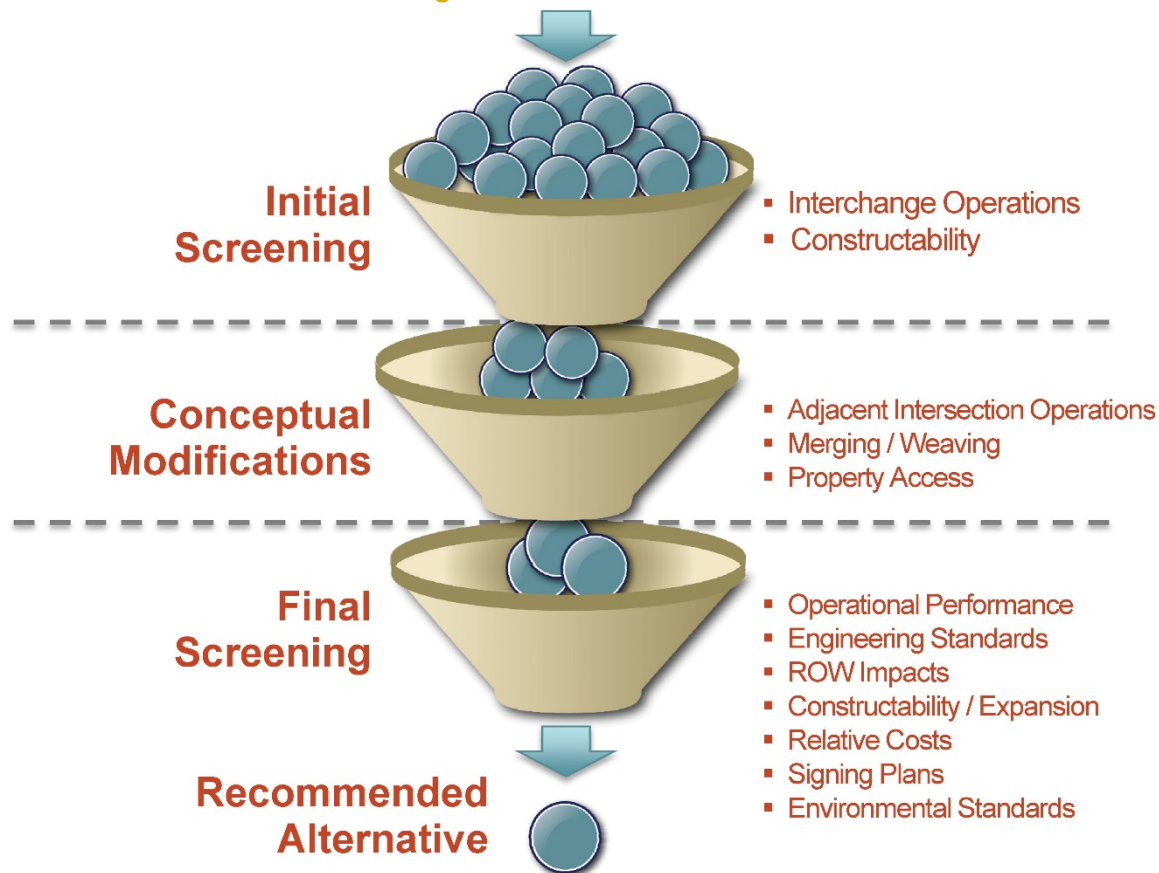 Initial
Screening
▪ Interchange Operations
▪ Constructability
Conceptual
Modifications
▪ Adjacent Intersection Operations
▪ Merging / Weaving
▪ Property Access
Final
Screening
▪ Operational Performance
▪ Engineering Standards
▪ ROW Impacts
▪ Constructability / Expansion
▪ Relative Costs
▪ Signing Plans
▪ Environmental Standards
Recommended
Alternative